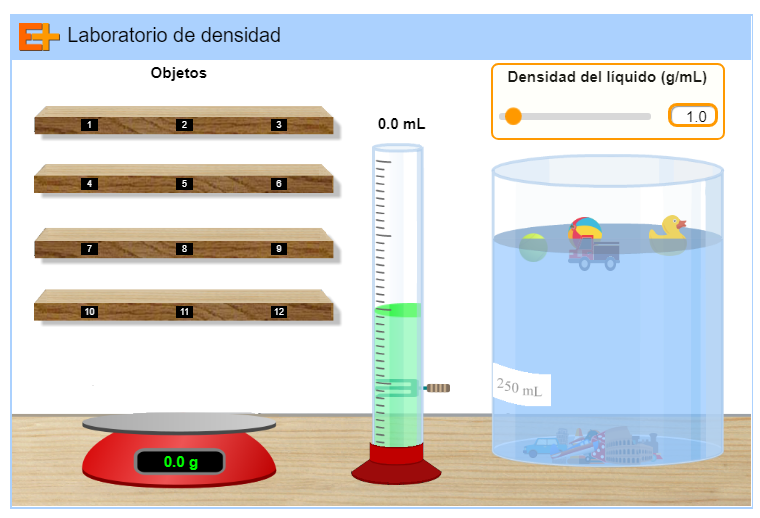 E+ Laboratorio de densidad
Objetos
Densidad del líquido (g/mL)
1.0
0.0 mL
1 2 3
4 5 6
7 8 9
10 11 12
250 mL
0.0 g